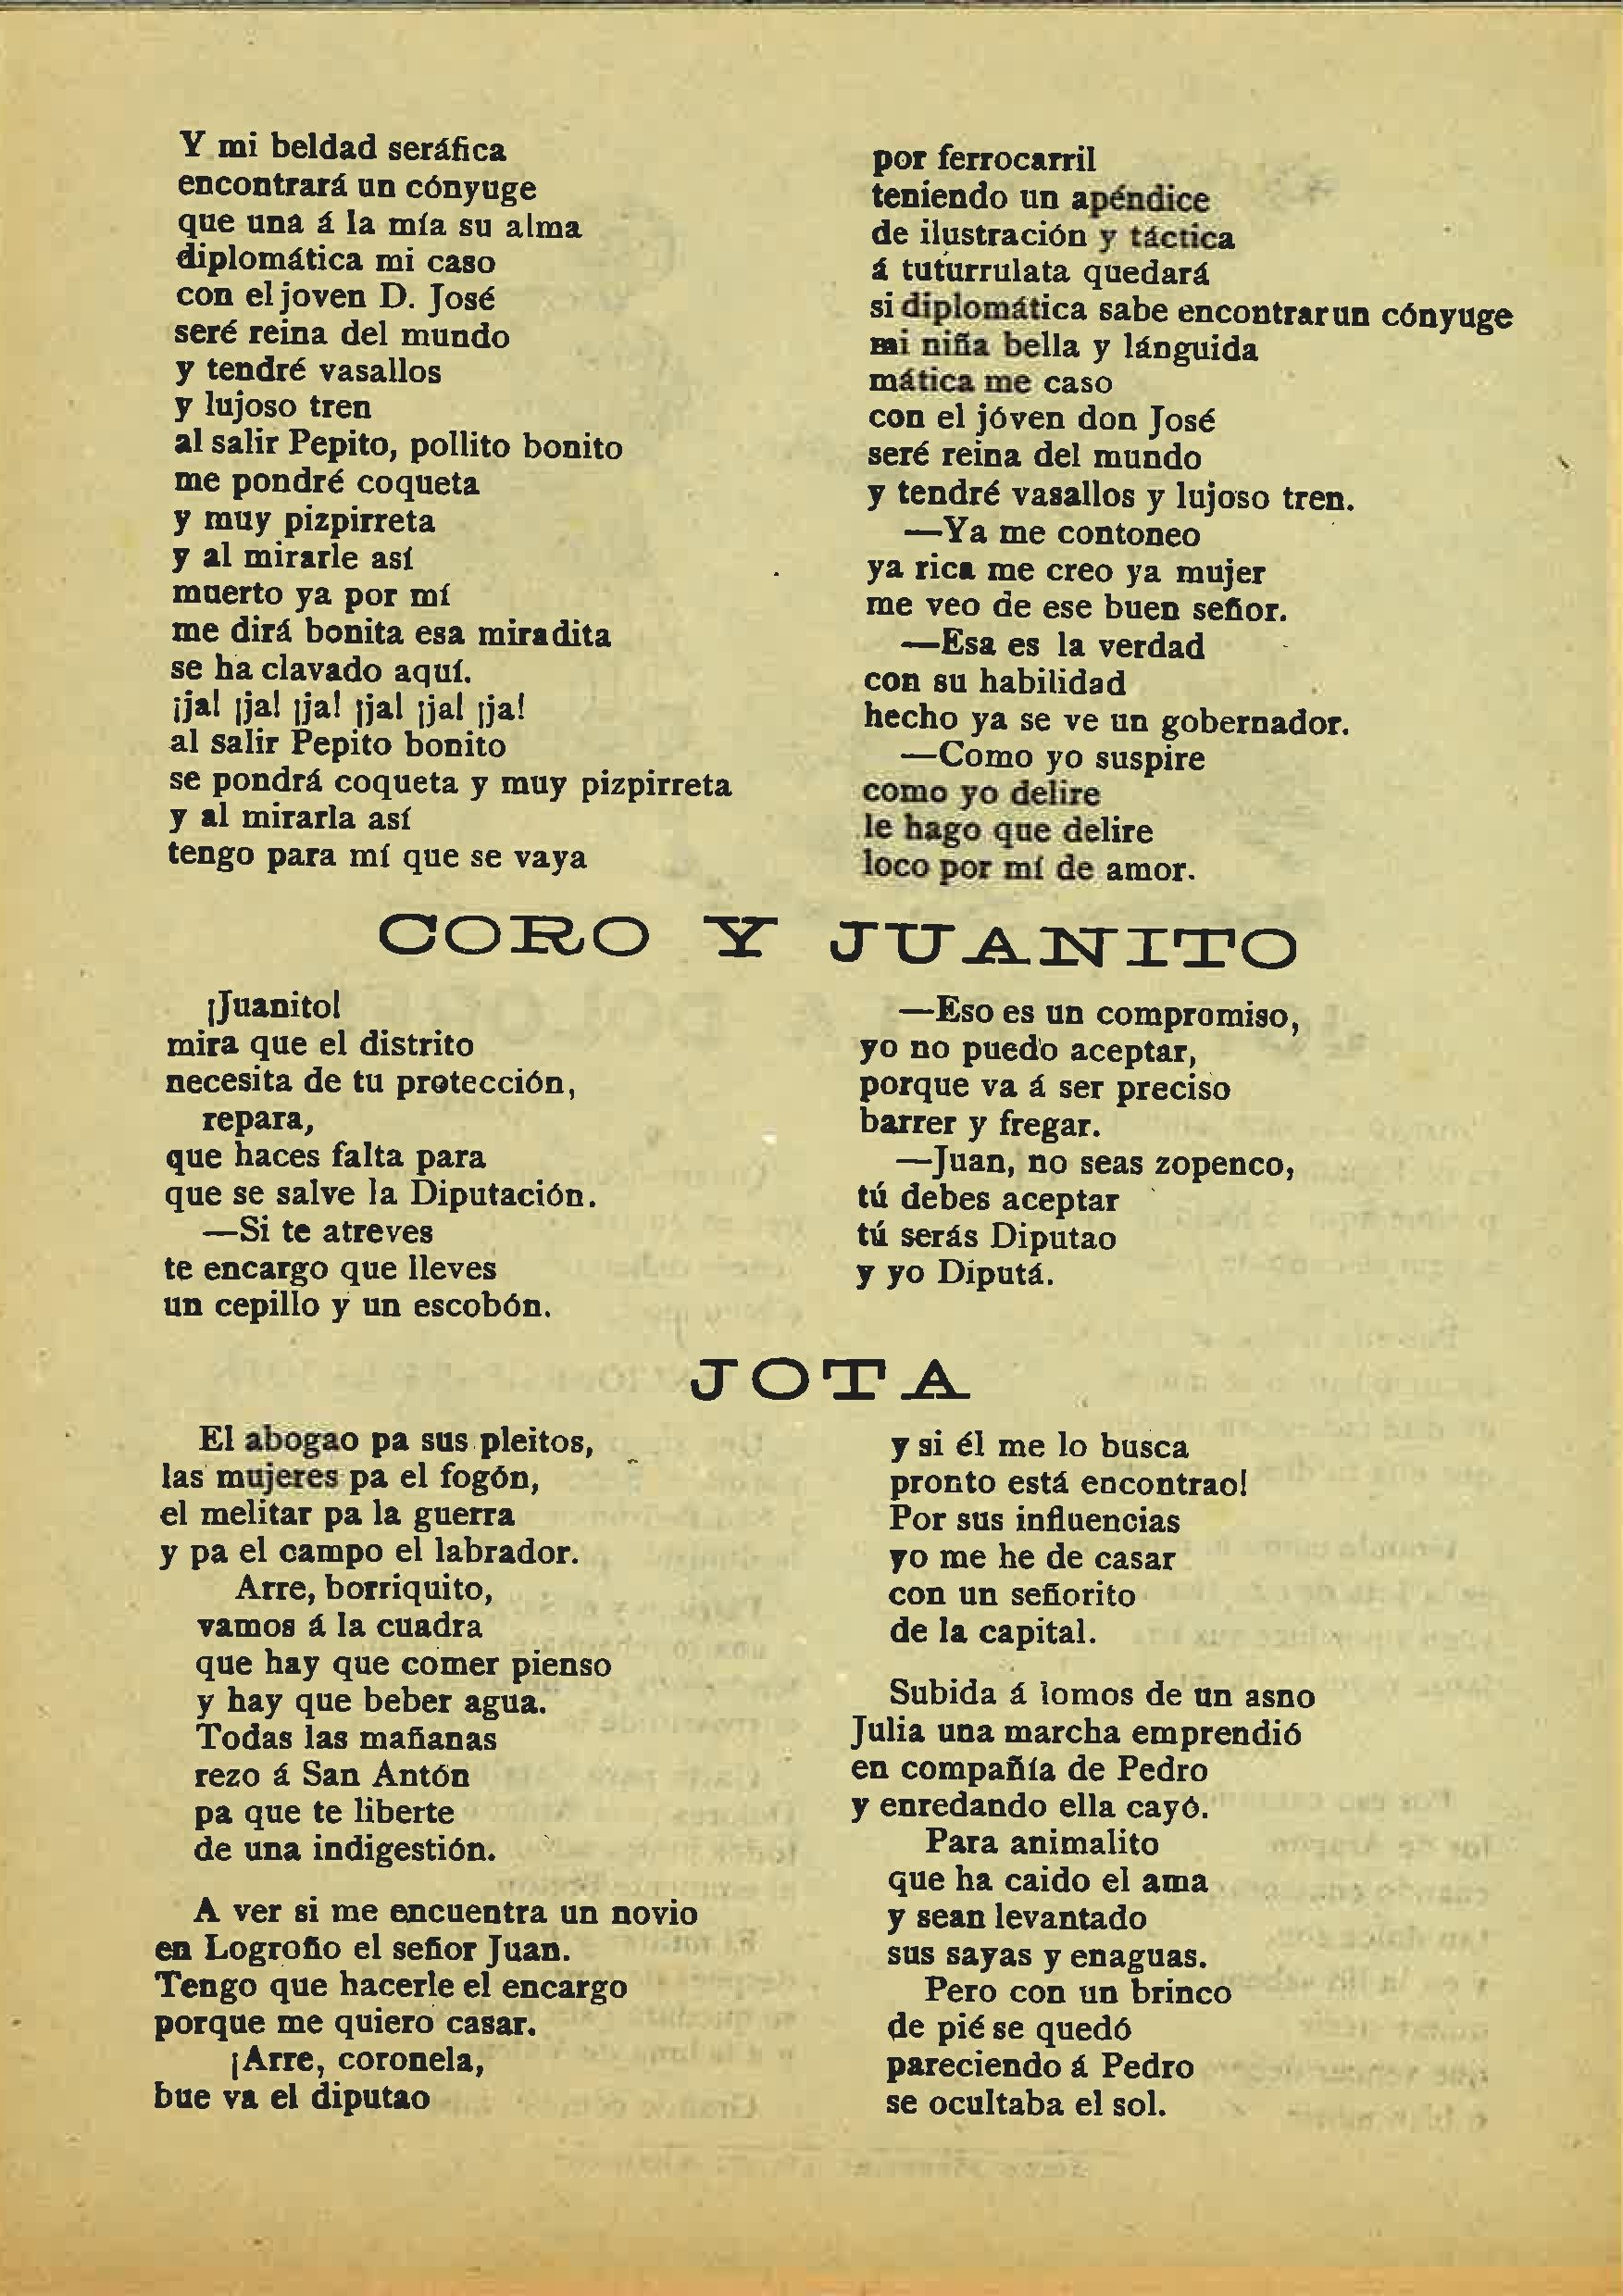 Y mi beldad seráfica
encontrará un cónyuge
que una á la mía su alma
diplomática mi caso
con el joven D. José
seré reina del mundo
y tendré vasallos
y lujoso tren
al salir Pepito, pollito bonito
me pondré coqueta
y muy pizpirreta
y al mirarle así
muerto ya por mí
me dirá bonita esa miradita
se ha clavado aquí.
¡ja! ¡ja! ¡ja! ¡ja! ¡ja! ¡ja!
al salir Pepito bonito
se pondrá coqueta y muy pizpirreta
y al mirarla así
tengo para mí que se vaya
por ferrocarril
teniendo un apéndice
de ilustración y táctica
á tuturrulata quedará
si diplomática sabe encontrar un cónyuge
mi niña bella y lánguida
mática me caso
con el jóven don José
seré reina del mundo
y tendré vasallos y lujoso tren.
—Ya me contoneo
ya rica me creo ya mujer
me veo de ese buen señor.
—Esa es la verdad
con su habilidad
hecho ya se ve un gobernador.
—Como yo suspire
como yo delire
le hago que delire
loco por mí de amor.
CORO Y JUANITO
¡Juanito!
mira que el distrito
necesita de tu protección,
repara,
que haces falta para
que se salve la Diputación.
—Si te atreves
te encargo que lleves
un cepillo y un escobón.
—Eso es un compromiso,
yo no puedo aceptar,
porque va á ser preciso
barrer y fregar.
—Juan, no seas zopenco,
tú debes aceptar
tú serás Diputao
y yo Diputá.
JOTA
El abogao pa sus pleitos,
las mujeres pa el fogón,
el melitar pa la guerra
y pa el campo el labrador.
Arre, borriquito,
vamos á la cuadra
que hay que comer pienso
y hay que beber agua.
Todas las mañanas
rezo á San Antón
pa que te liberte
de una indigestión.
A ver si me encuentra un novio
en Logroño el señor Juan.
Tengo que hacerle el encargo
porque me quiero casar.
¡Arre, coronela,
bue va el diputao
y si él me lo busca
pronto está encontrao!
Por sus influencias
yo me he de casar
con un señorito
de la capital.
Subida á lomos de un asno
Julia una marcha emprendió
en compañía de Pedro
y enredando ella cayó.
Para animalito
que ha caido el ama
y sean levantado
sus sayas y enaguas.
Pero con un brinco
de pié se quedó
pareciendo á Pedro
se ocultaba el sol.